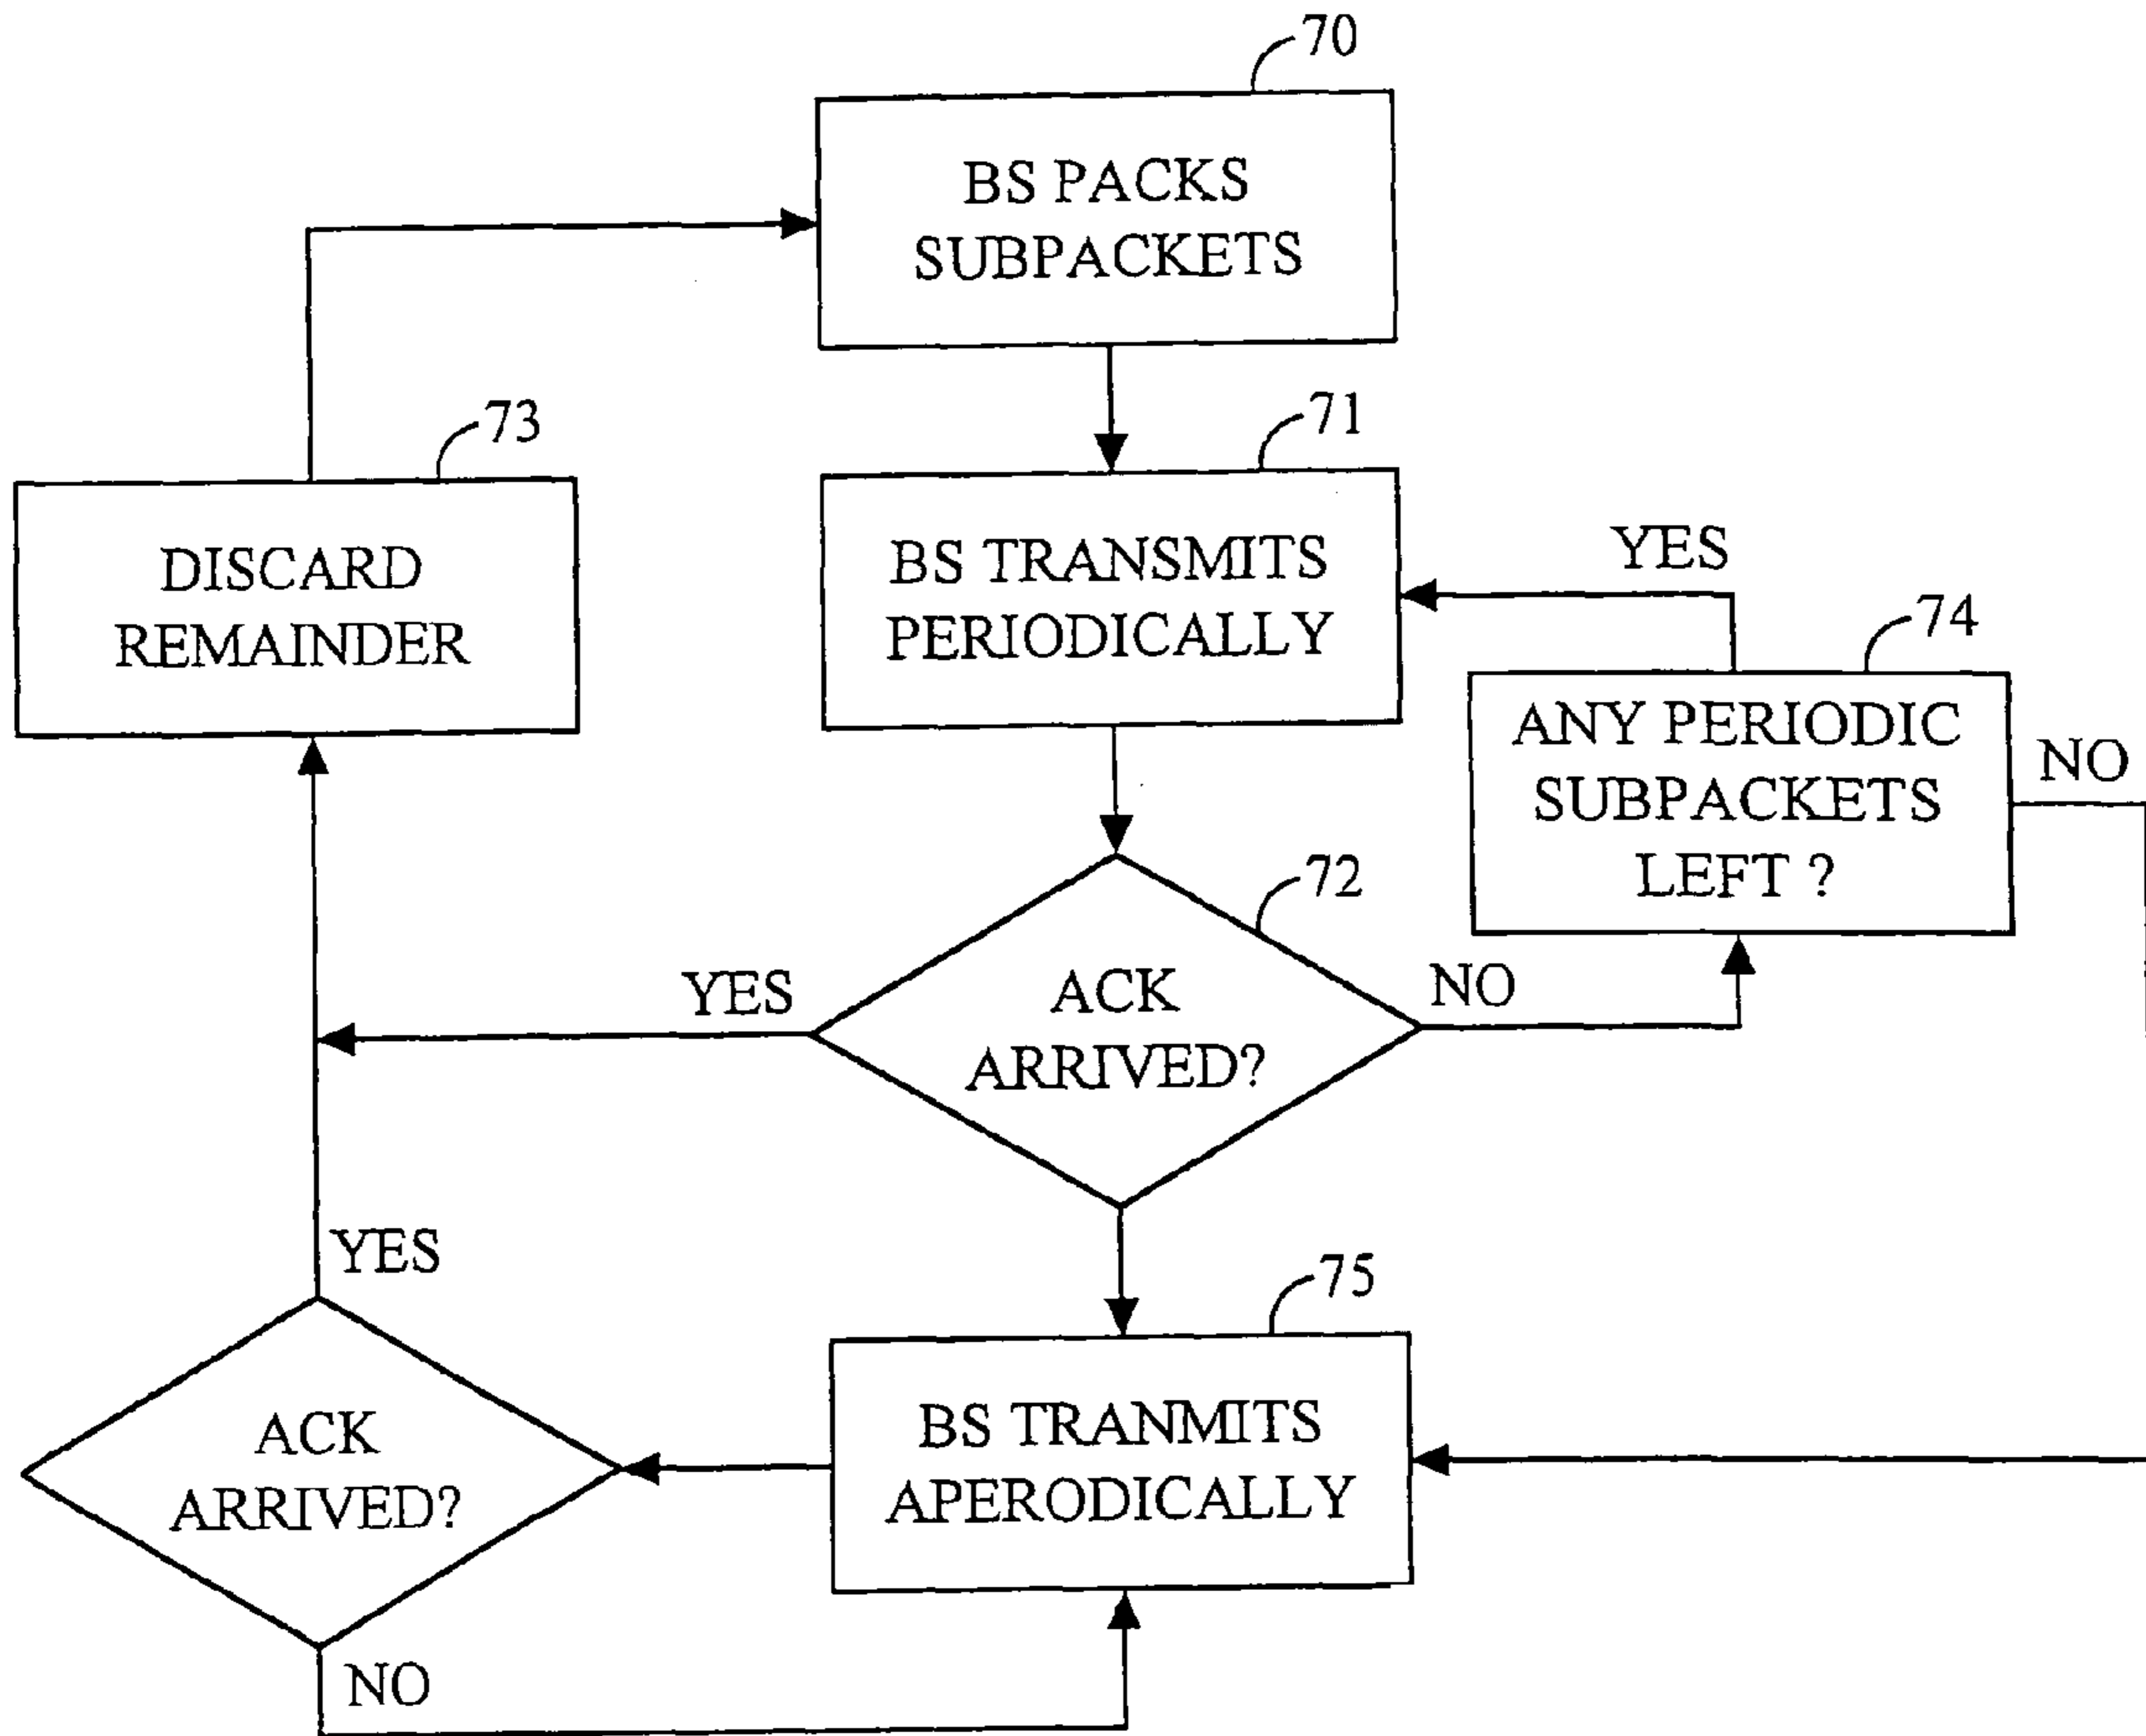 70
BS PACKS
SUBPACKETS
73
71
DISCARD
REMAINDER
BS TRANSMITS
PERIODICALLY
YES
74
ANY PERIODIC
SUBPACKETS
LEFT ?
NO
72
YES
ACK
ARRIVED?
NO
YES
75
ACK
ARRIVED?
BS TRANMITS
APERODICALLY
NO